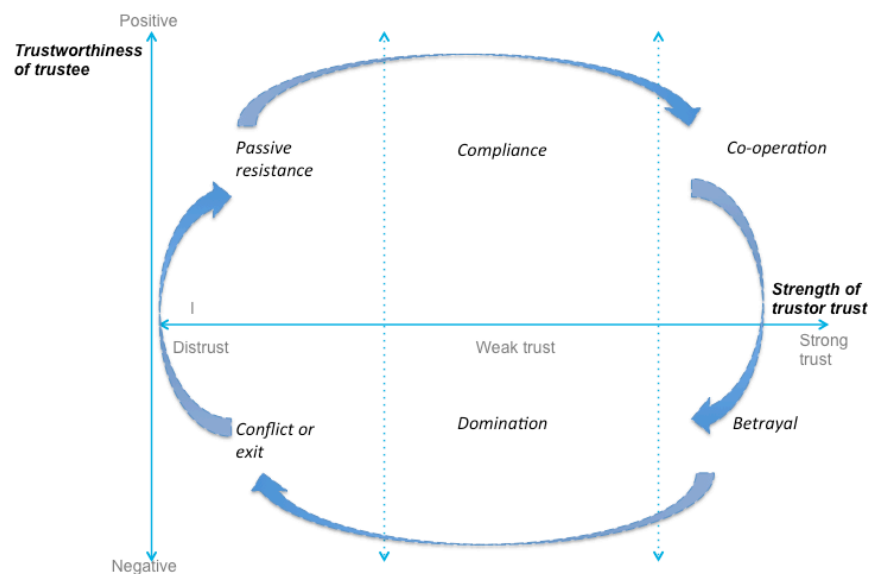 Positive
Trustworthiness
of trustee
Passive
resistance
Compliance
Co-operation
Strength of
trustor trust
I
Distrust
Weak trust
Strong
trust
Conflict or
exit
Domination
Betrayal
Negative